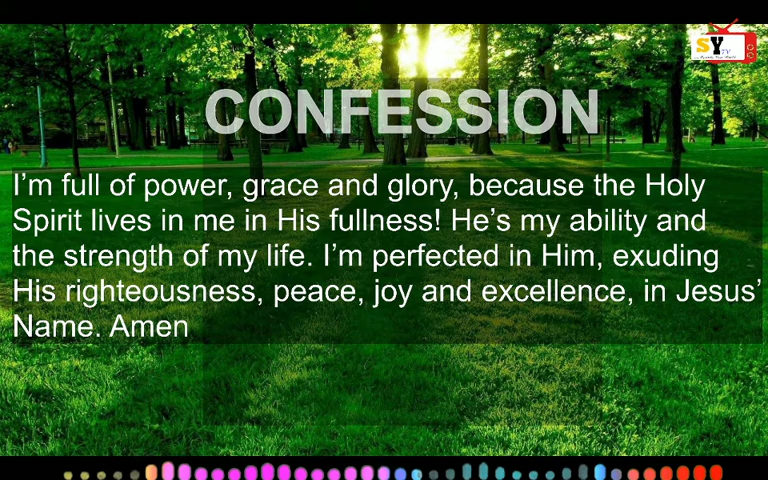 SYTV
CONFESSION
I'm full of power, grace and glory, because the Holy
Spirit lives in me in His fullness! He's my ability and
the strength of my life. I'm perfected in Him, exuding
His righteousness, peace, joy and excellence, in Jesus'
Name. Amen